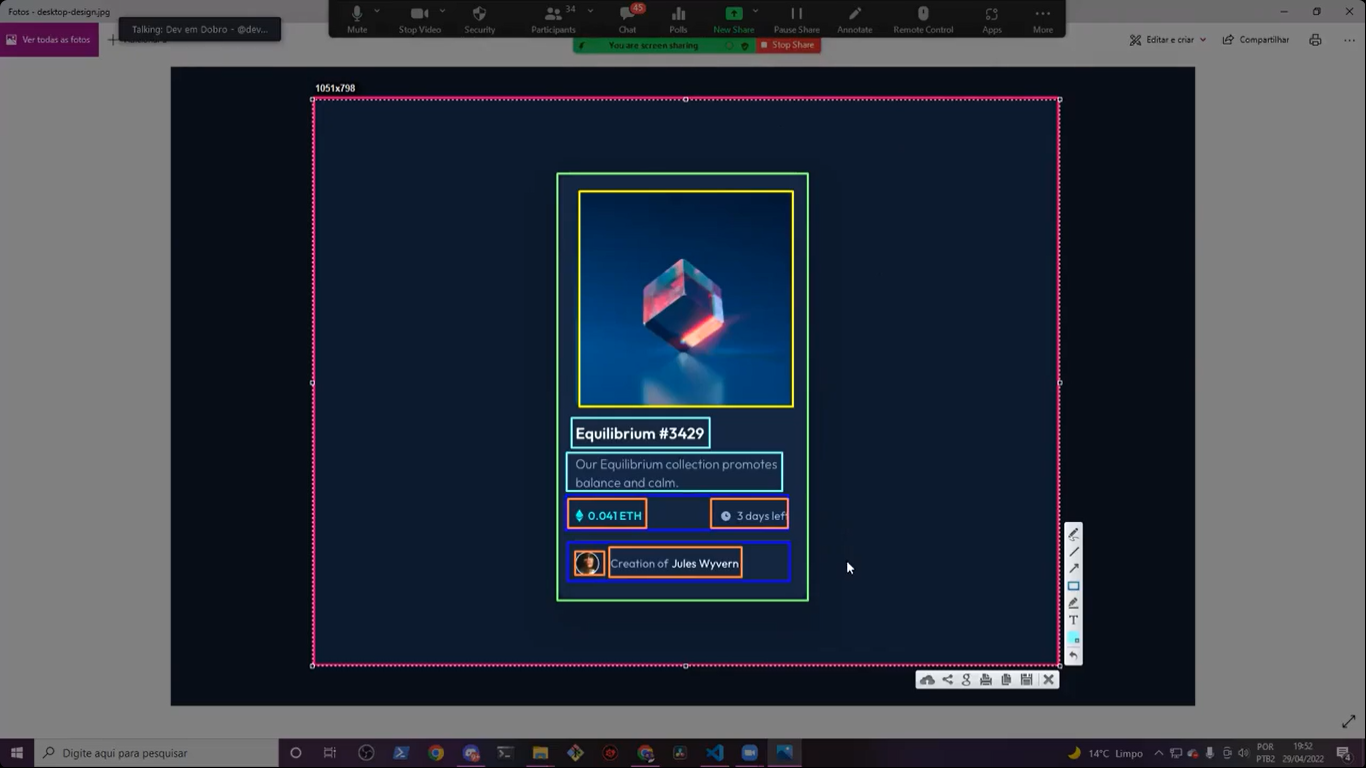 Fotos - desktop-design.jpg
Ver todas as fotos
Talking: Dev em Dobro - @dev...
Mute
Stop Video
Security
34
Participants
45
Chat
Polls
New Share
Pause Share
Annotate
Remote Control
Apps
More
You are screen sharing
Stop Share
Editar e criar
Compartilhar
1051x798
Equilibrium #3429
Our Equilibrium collection promotes
balance and calm.
0.041 ETH
3 days left
Creation of Jules Wyvern
T
Digite aqui para pesquisar
14°C Limpo
POR
PTB2
19:52
29/04/2022
4